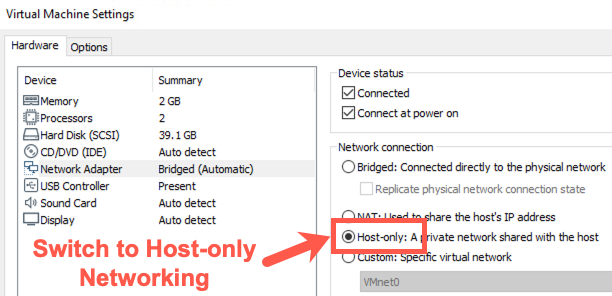 Virtual Machine Settings
Hardware Options
Device Summary
Memory 2 GB
Processors 2
Hard Disk (SCSI) 39.1 GB
CD/DVD (IDE) Auto detect
Network Adapter Bridged (Automatic)
USB Controller Present
Sound Card Auto detect
Display Auto detect
Switch to Host-only
Networking
Device status
Connected
Connect at power on
Network connection
Bridged: Connected directly to the physical network
Replicate physical network connection state
NAT: Used to share the host's IP address
Host-only: A private network shared with the host
Custom: Specific virtual network
VMnet0